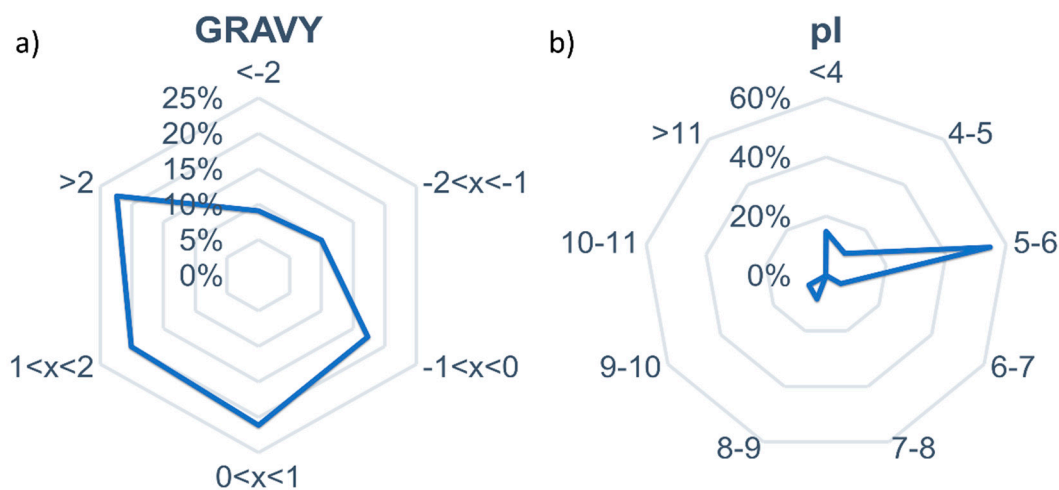 a)
GRAVY
<-2
25%
20%
15%
10%
5%
0%
-2<x<-1
-1<x<0
0<x<1
1<x<2
>2
b)
pI
<4
60%
40%
20%
0%
4-5
5-6
6-7
7-8
8-9
9-10
10-11
>11